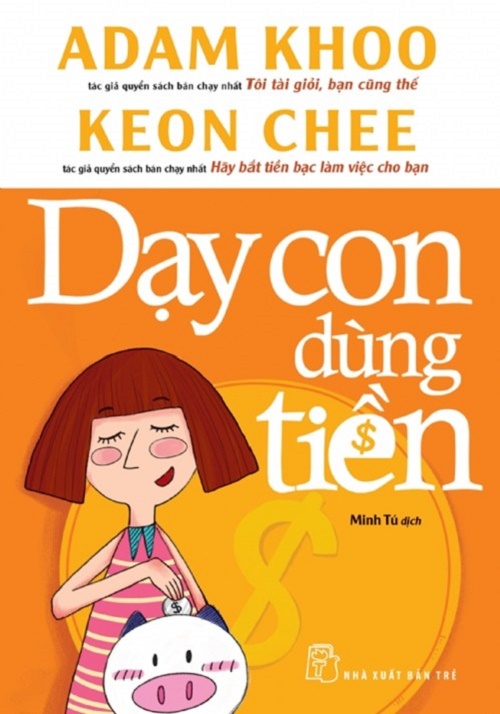 ADAM KHOO
tác giả quyển sách bán chạy nhất Tôi tài giỏi, bạn cũng thế
KEON CHEE
tác giả quyển sách bán chạy nhất Hãy bắt tiền bạc làm việc cho bạn
Dạy con
dùng
tiền
$
Minh Tú dịch
$
$
NHÀ XUẤT BẢN TRẺ